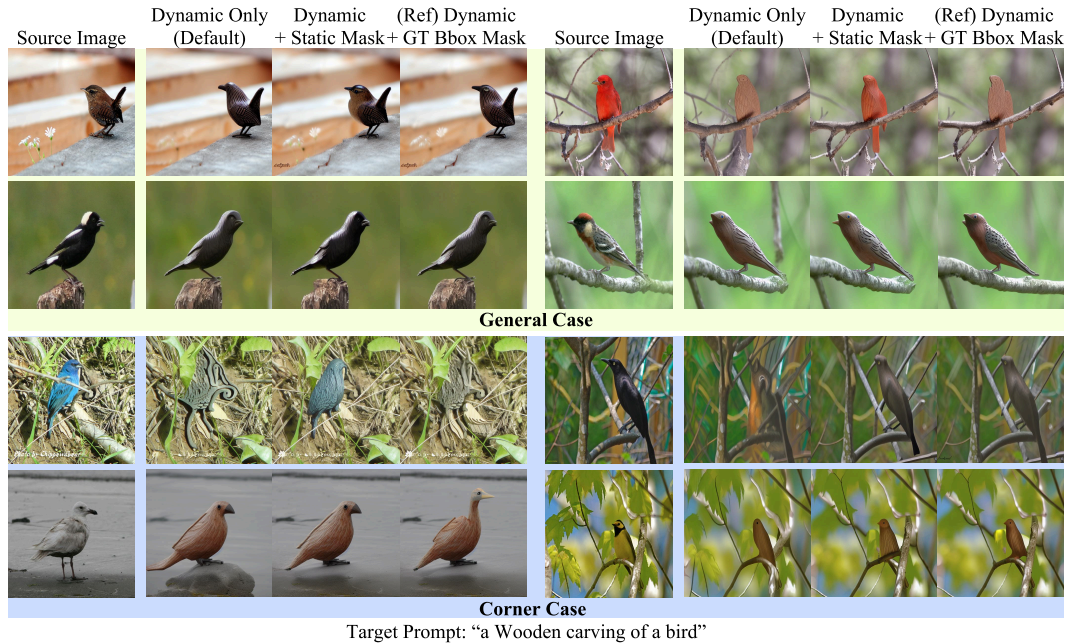 Source Image
Dynamic Only
(Default)
Dynamic
+ Static Mask
(Ref) Dynamic
+ GT Bbox Mask
Source Image
Dynamic Only
(Default)
Dynamic
+ Static Mask
(Ref) Dynamic
+ GT Bbox Mask
General Case
Corner Case
Target Prompt: “a Wooden carving of a bird”